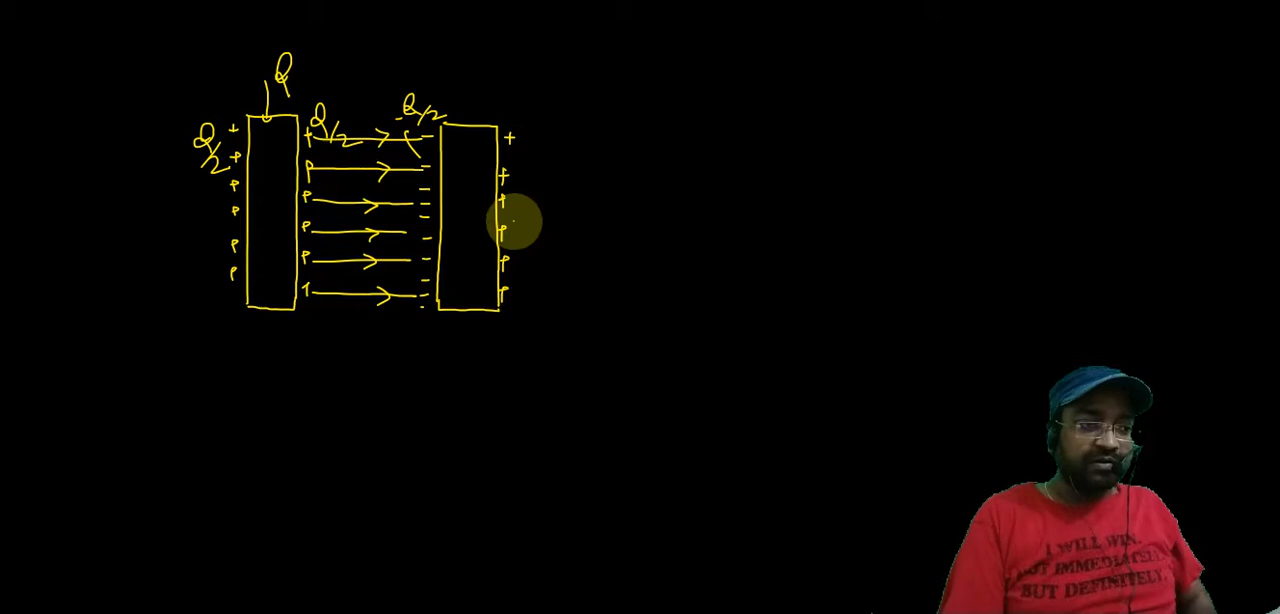 Q
Q/2
Q/2
-Q/2
+ + - +
+ + - +
+ + - +
+ + - +
+ + - +
+ + - +
I WILL WIN.
NOT IMMEDIATELY
BUT DEFINITELY.